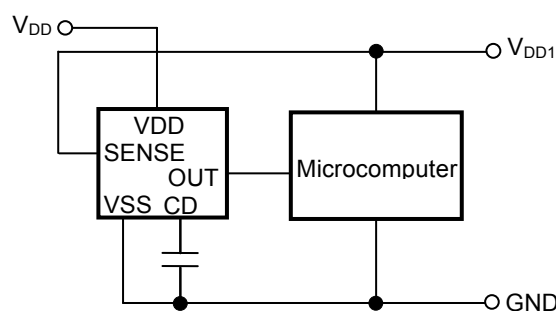 VDD
VDD1
VDD
SENSE
OUT
Microcomputer
VSS CD
GND